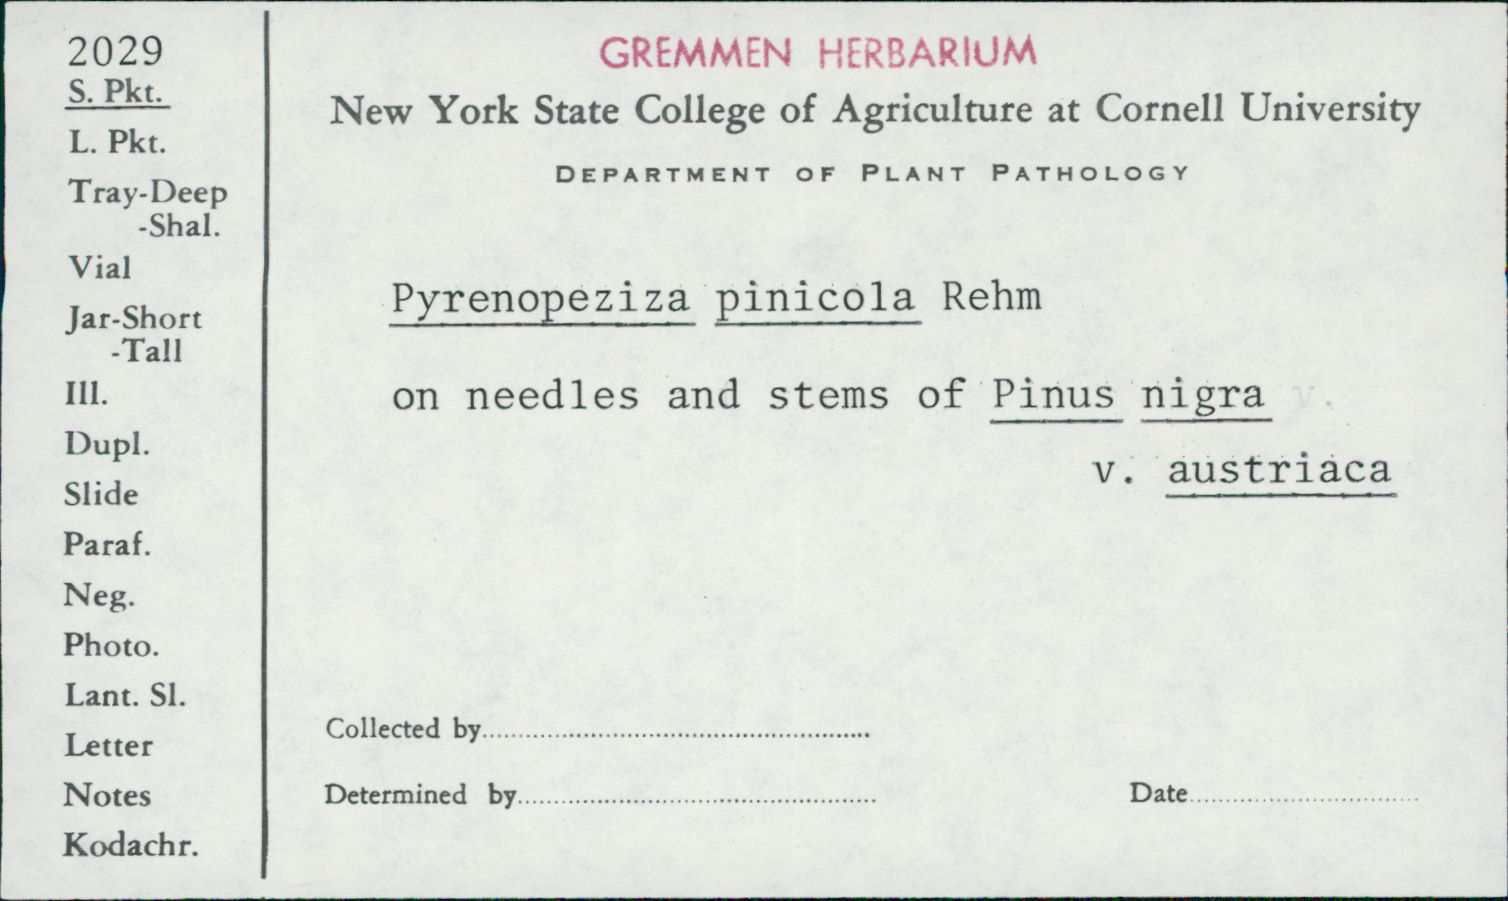 2029
S. Pkt.
L. Pkt.
Tray-Deep
-Shal.
Vial
Jar-Short
-Tall
Ill.
Dupl.
Slide
Paraf.
Neg.
Photo.
Lant. Sl.
Letter
Notes
Kodachr.
GREMMEN HERBARIUM
New York State College of Agriculture at Cornell University
DEPARTMENT OF PLANT PATHOLOGY
Pyrenopeziza pinicola Rehm
on needles and stems of Pinus nigra v.
v. austriaca
Collected by
Determined by
Date